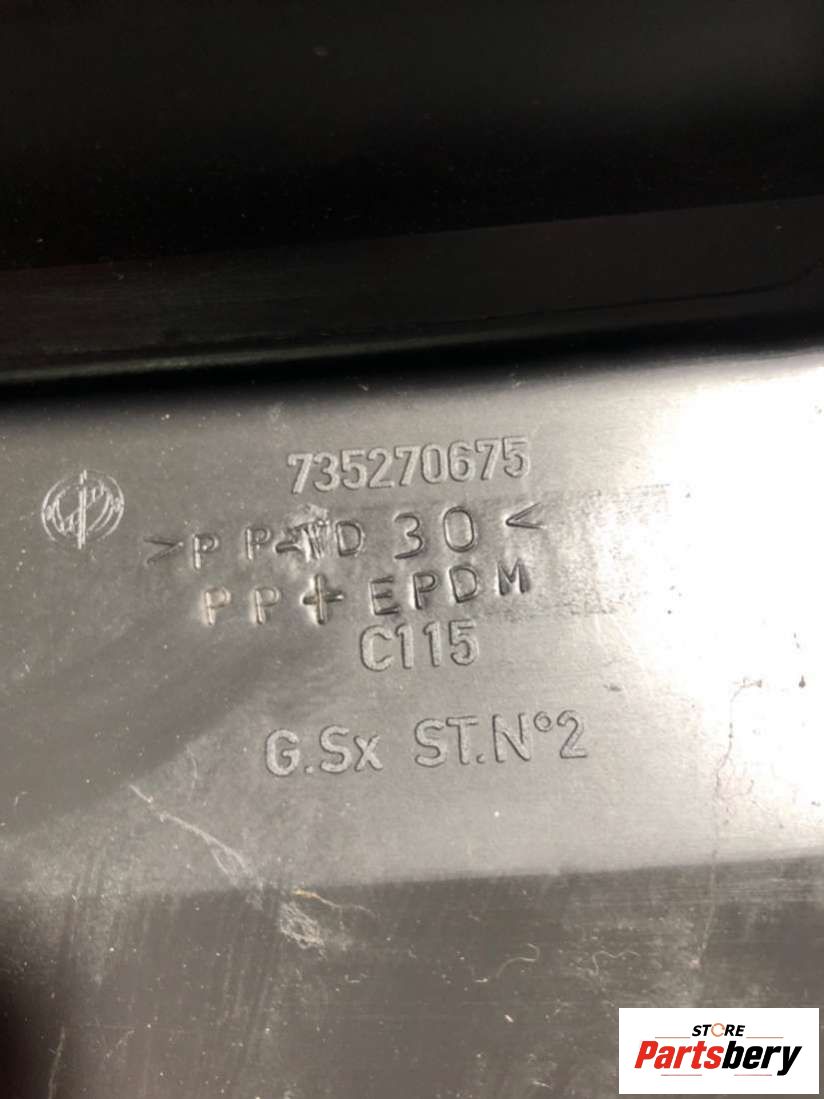 735270675
>PP-TD 30<
PP+EPDM
C115
G.Sx ST.N°2
STORE
Partsbery